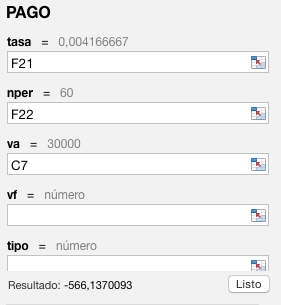 PAGO
tasa = 0,004166667
F21
nper = 60
F22
va = 30000
C7
vf = número
tipo = número
Resultado: -566,1370093
Listo